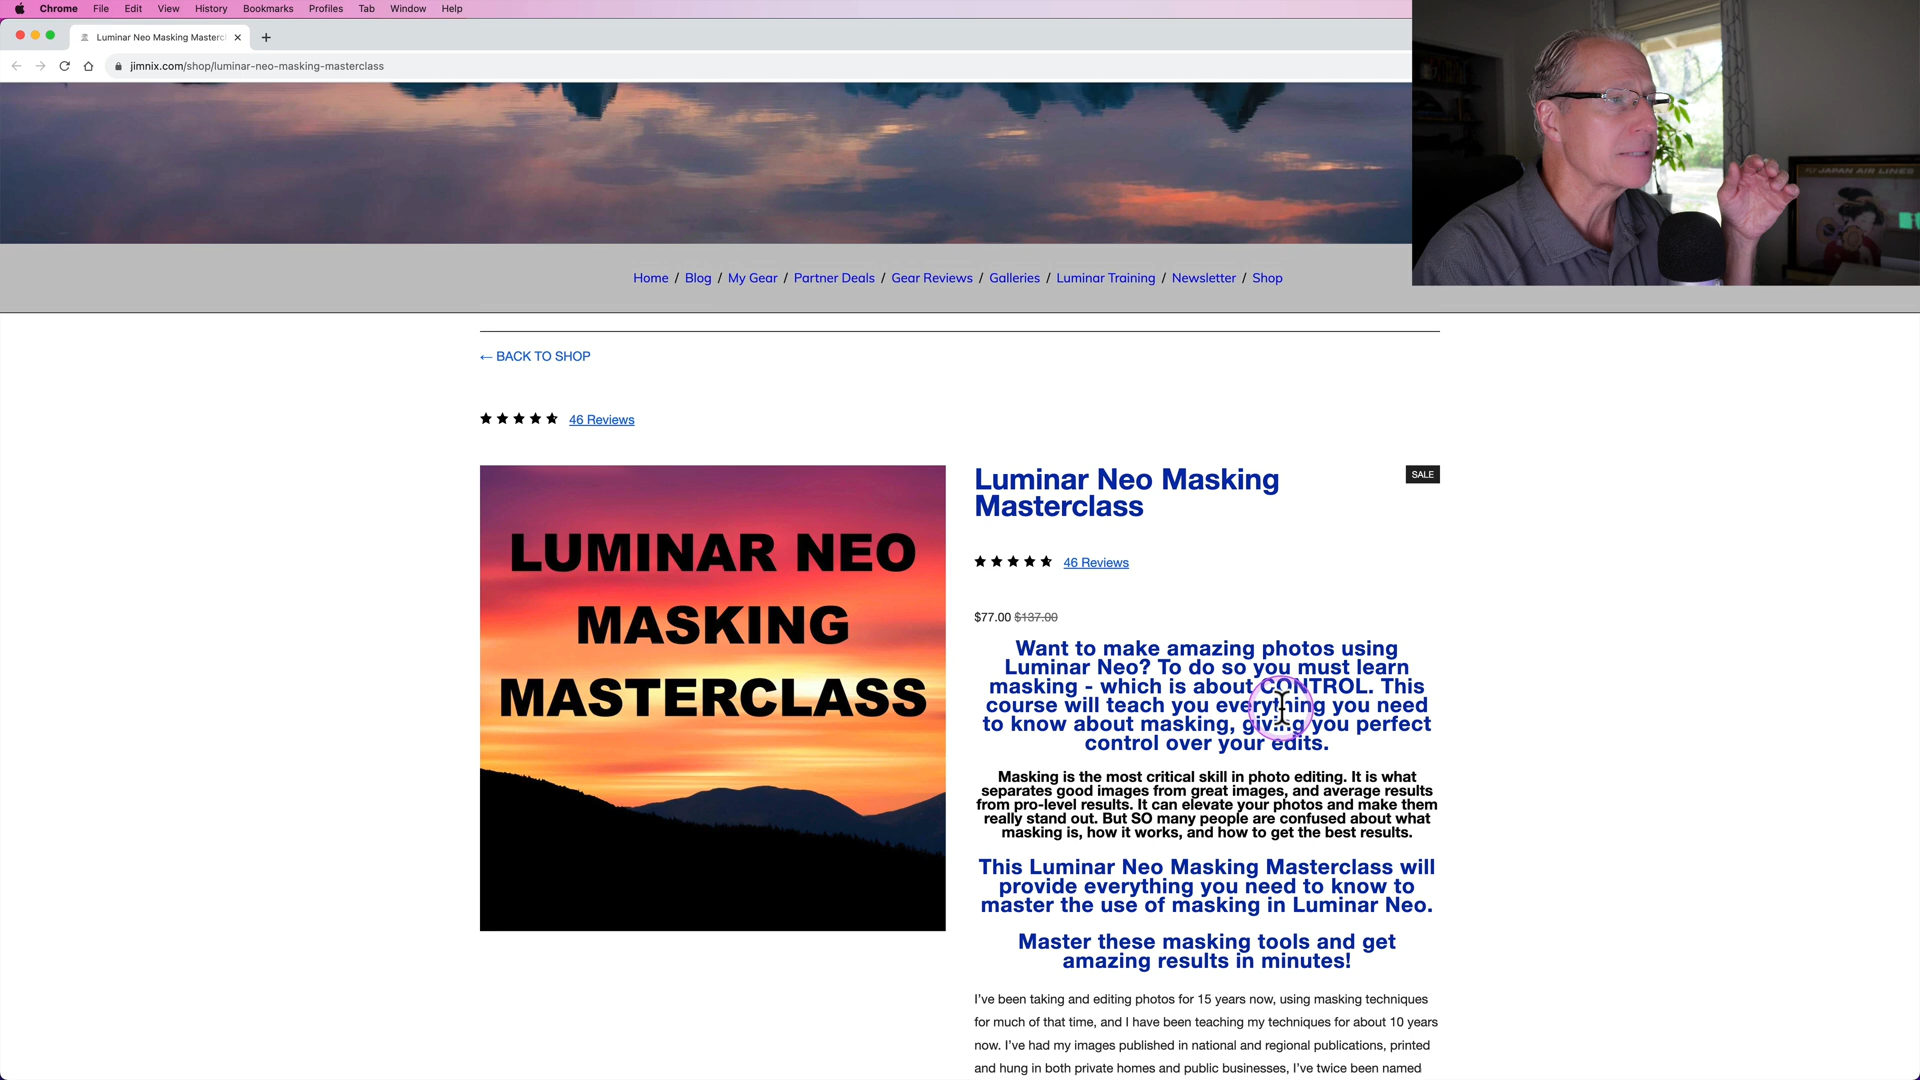 Chrome File Edit View History Bookmarks Profiles Tab Window Help
Luminar Neo Masking Masterc
jimnix.com/shop/luminar-neo-masking-masterclass
FLY JAPAN AIR LINES
Home / Blog / My Gear / Partner Deals / Gear Reviews / Galleries / Luminar Training / Newsletter / Shop
← BACK TO SHOP
46 Reviews
LUMINAR NEO
MASKING
MASTERCLASS
Luminar Neo Masking
Masterclass
SALE
46 Reviews
$77.00 $137.00
Want to make amazing photos using
Luminar Neo? To do so you must learn
masking - which is about CONTROL. This
course will teach you everything you need
to know about masking, giving you perfect
control over your edits.
Masking is the most critical skill in photo editing. It is what
separates good images from great images, and average results
from pro-level results. It can elevate your photos and make them
really stand out. But SO many people are confused about what
masking is, how it works, and how to get the best results.
This Luminar Neo Masking Masterclass will
provide everything you need to know to
master the use of masking in Luminar Neo.
Master these masking tools and get
amazing results in minutes!
I've been taking and editing photos for 15 years now, using masking techniques
for much of that time, and I have been teaching my techniques for about 10 years
now. I've had my images published in national and regional publications, printed
and hung in both private homes and public businesses, I've twice been named